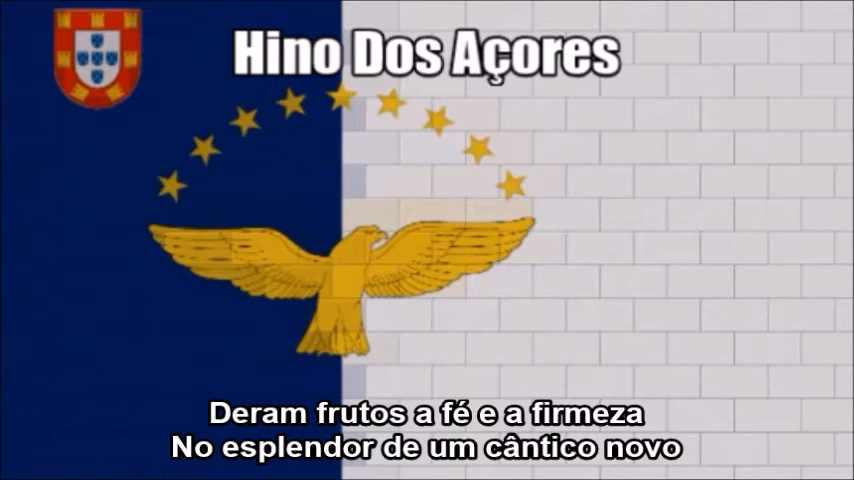 Hino Dos Açores
Deram frutos a fé e a firmeza
No esplendor de um cântico novo